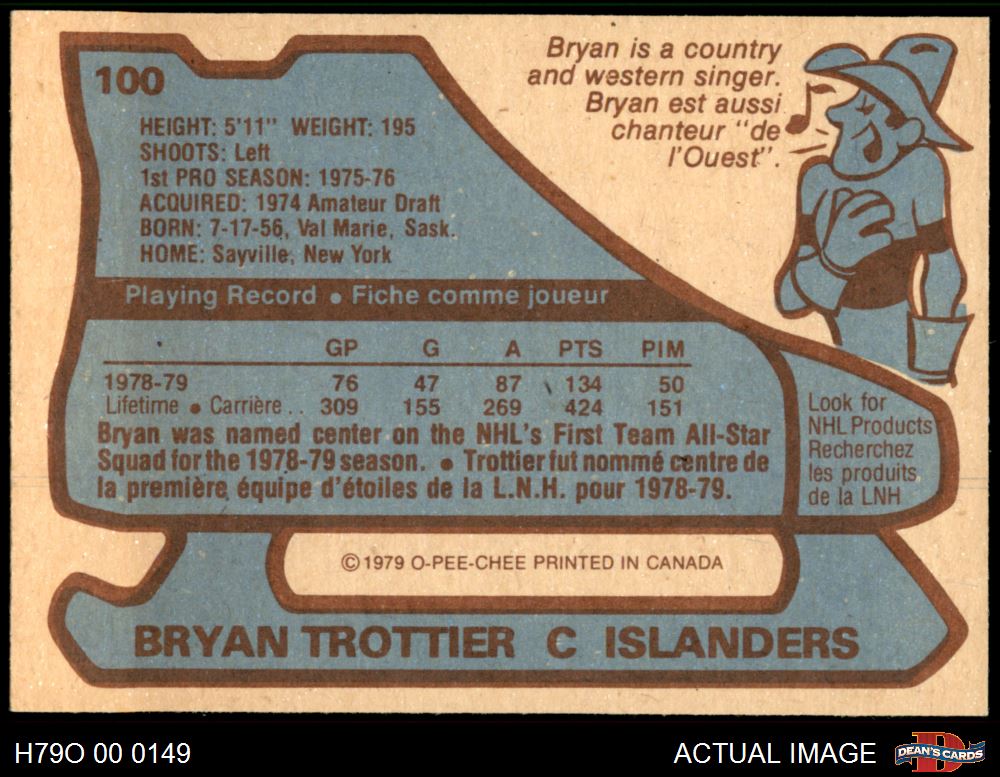 100
Bryan is a country
and western singer.
Bryan est aussi
chanteur "de
l'Ouest".
HEIGHT: 5'11" WEIGHT: 195
SHOOTS: Left
1st PRO SEASON: 1975-76
ACQUIRED: 1974 Amateur Draft
BORN: 7-17-56, Val Marie, Sask.
HOME: Sayville, New York
Playing Record • Fiche comme joueur
GP G A PTS PIM
1978-79 76 47 87 134 50
Lifetime • Carrière . . 309 155 269 424 151
Bryan was named center on the NHL's First Team All-Star
Squad for the 1978-79 season. • Trottier fut nommé centre de
la première équipe d'étoiles de la L.N.H. pour 1978-79.
Look for
NHL Products
Recherchez
les produits
de la LNH
© 1979 O-PEE-CHEE PRINTED IN CANADA
BRYAN TROTTIER C ISLANDERS
H79O 00 0149
ACTUAL IMAGE
D
DEAN'S CARDS